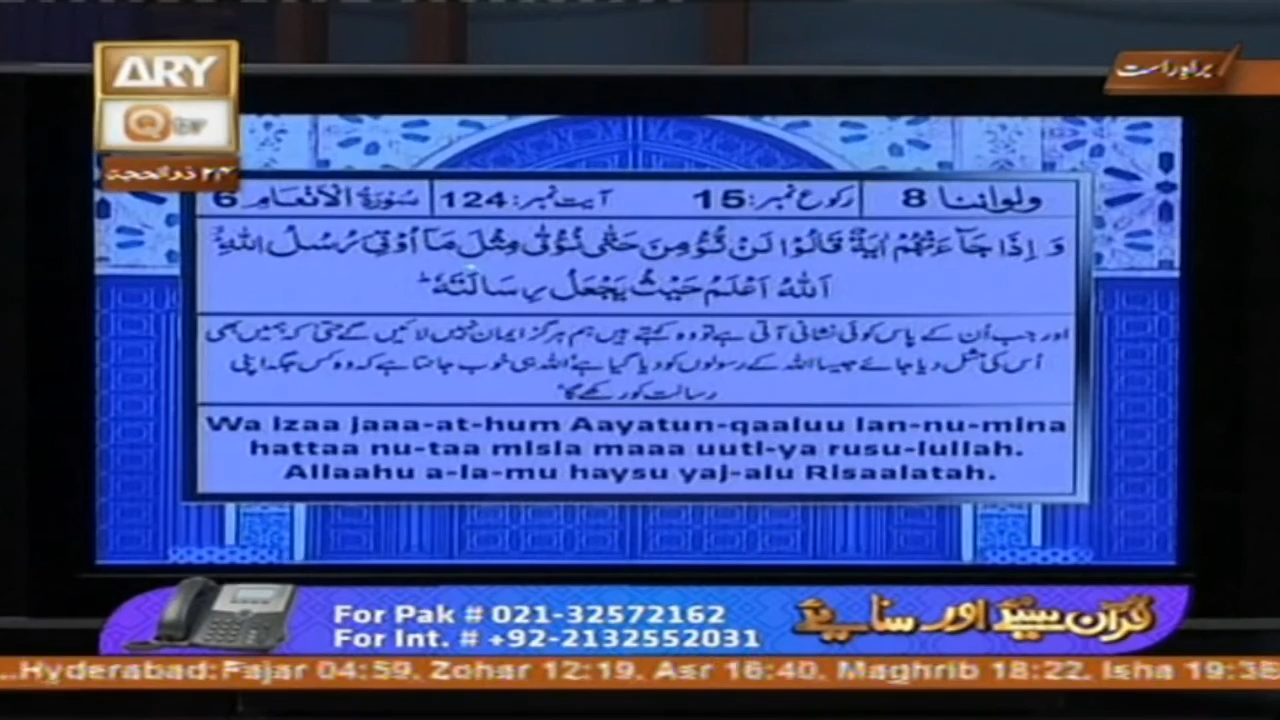 ARY
Qtv
۲۴ ذوالحجۃ
براہ راست
ولواننا 8
رکوع نمبر: 15
آیت نمبر: 124
سُوۡرَۃُ الۡاَنۡعَام 6
وَ اِذَا جَآءَتْهُمْ اٰيَةٌ قَالُوْا لَنْ نُّؤْمِنَ حَتّٰى نُؤْتٰى مِثْلَ مَاۤ اُوْتِيَ رُسُلُ اللّٰهِ ؔۘ
اَللّٰهُ اَعْلَمُ حَيْثُ يَجْعَلُ رِسَالَتَهٗ ؕ
اور جب اُن کے پاس کوئی نشانی آتی ہے تو وہ کہتے ہیں ہم ہرگز ایمان نہیں لائیں گے حتیٰ کہ ہمیں بھی
اُس کی مثل دیا جائے جیسا اللہ کے رسولوں کو دیا گیا ہے' اللہ ہی خوب جانتا ہے کہ وہ کس جگہ اپنی
رسالت کو رکھے گا'
Wa izaa jaaa-at-hum Aayatun-qaaluu lan-nu-mina
hattaa nu-taa misla maaa uuti-ya rusu-lullah.
Allaahu a-la-mu haysu yaj-alu Risaalatah.
For Pak # 021-32572162
For Int. # +92-2132552031
قرآن سنیئے اور سنایئے
...Hyderabad:Fajar 04:59, Zohar 12:19, Asr 16:40, Maghrib 18:22, Isha 19:38